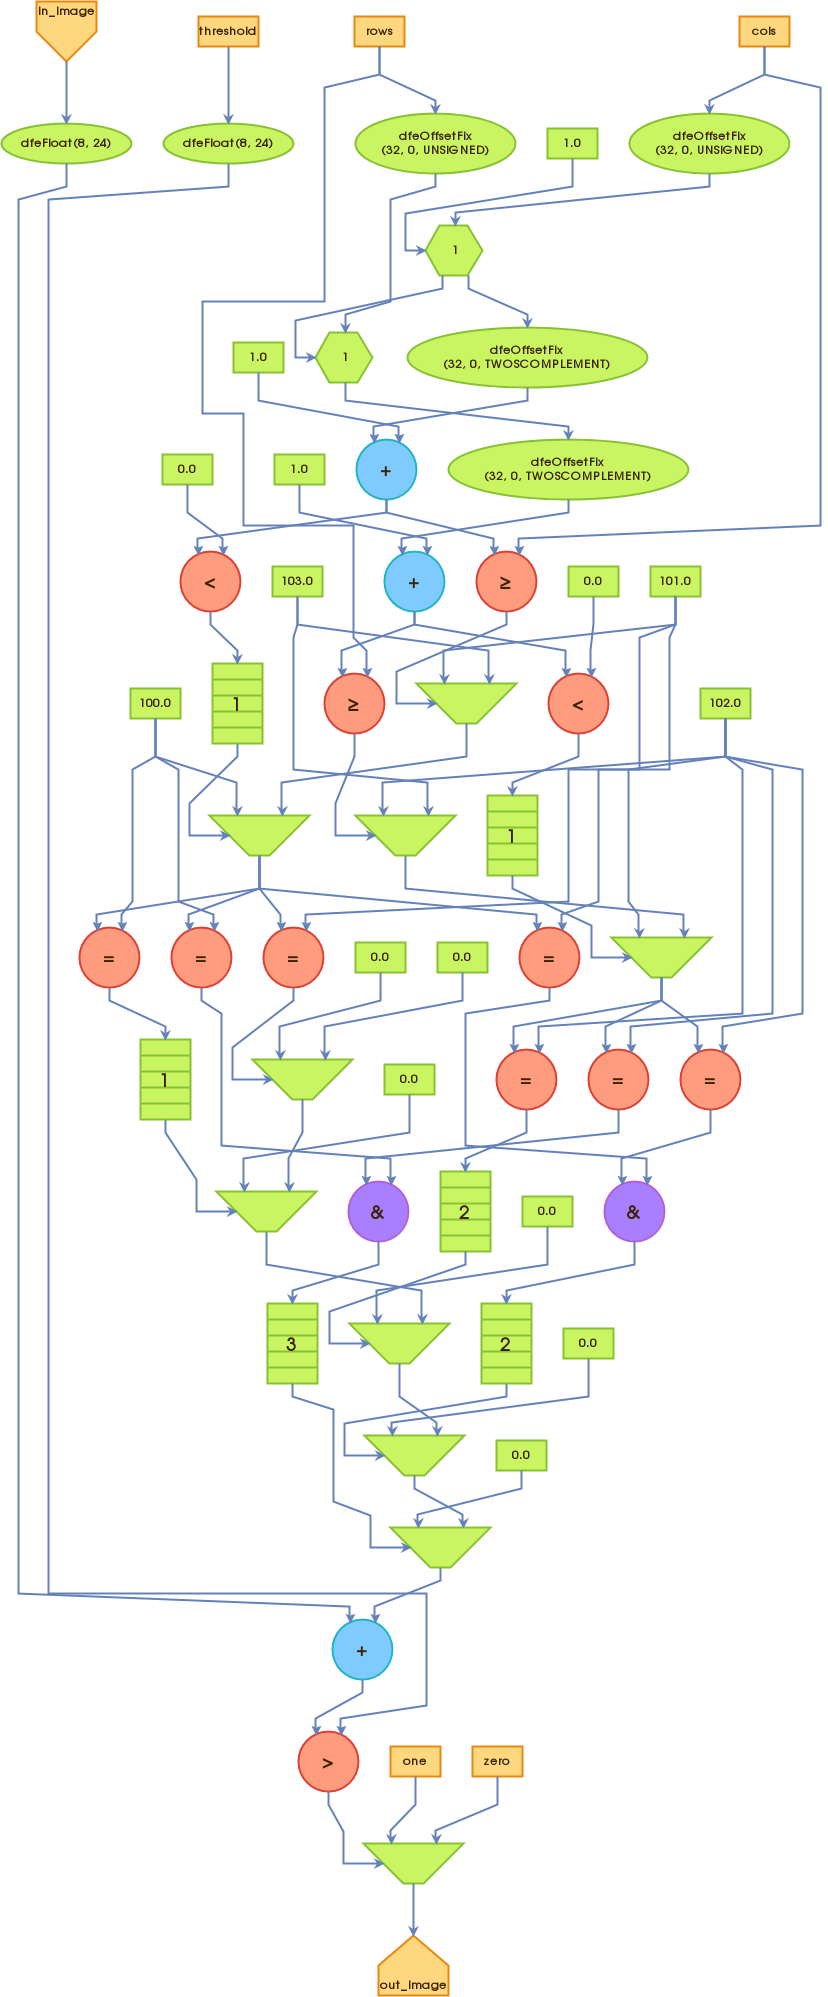 in_image
threshold
rows
cols
dfeFloat(8, 24)
dfeFloat(8, 24)
dfeOffsetFix
(32, 0, UNSIGNED)
1.0
dfeOffsetFix
(32, 0, UNSIGNED)
1
1.0
1
dfeOffsetFix
(32, 0, TWOSCOMPLEMENT)
0.0
1.0
+
dfeOffsetFix
(32, 0, TWOSCOMPLEMENT)
<
103.0
+
≥
0.0
101.0
100.0
1
≥
<
102.0
1
=
=
=
0.0
0.0
=
1
0.0
=
=
=
&
2
0.0
&
3
2
0.0
0.0
+
>
one
zero
out_image